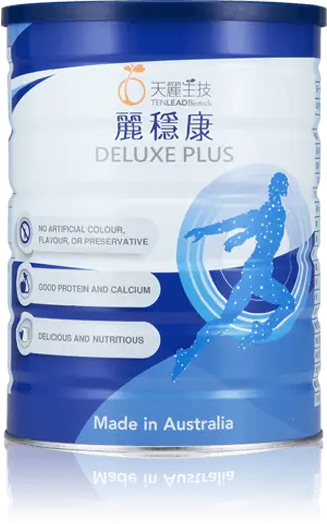 天麗生技
TENLEAD Biotech
麗穩康
DELUXE PLUS
NO ARTIFICIAL COLOUR,
FLAVOUR, OR PRESERVATIVE
GOOD PROTEIN AND CALCIUM
DELICIOUS AND NUTRITIOUS
Made in Australia